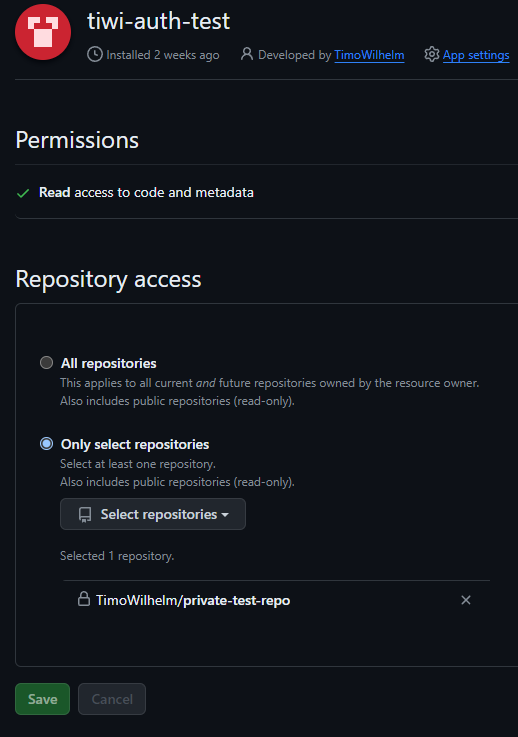 tiwi-auth-test
Installed 2 weeks ago Developed by TimoWilhelm App settings
Permissions
Read access to code and metadata
Repository access
All repositories
This applies to all current and future repositories owned by the resource owner.
Also includes public repositories (read-only).
Only select repositories
Select at least one repository.
Also includes public repositories (read-only).
Select repositories
Selected 1 repository.
TimoWilhelm/private-test-repo
Save Cancel